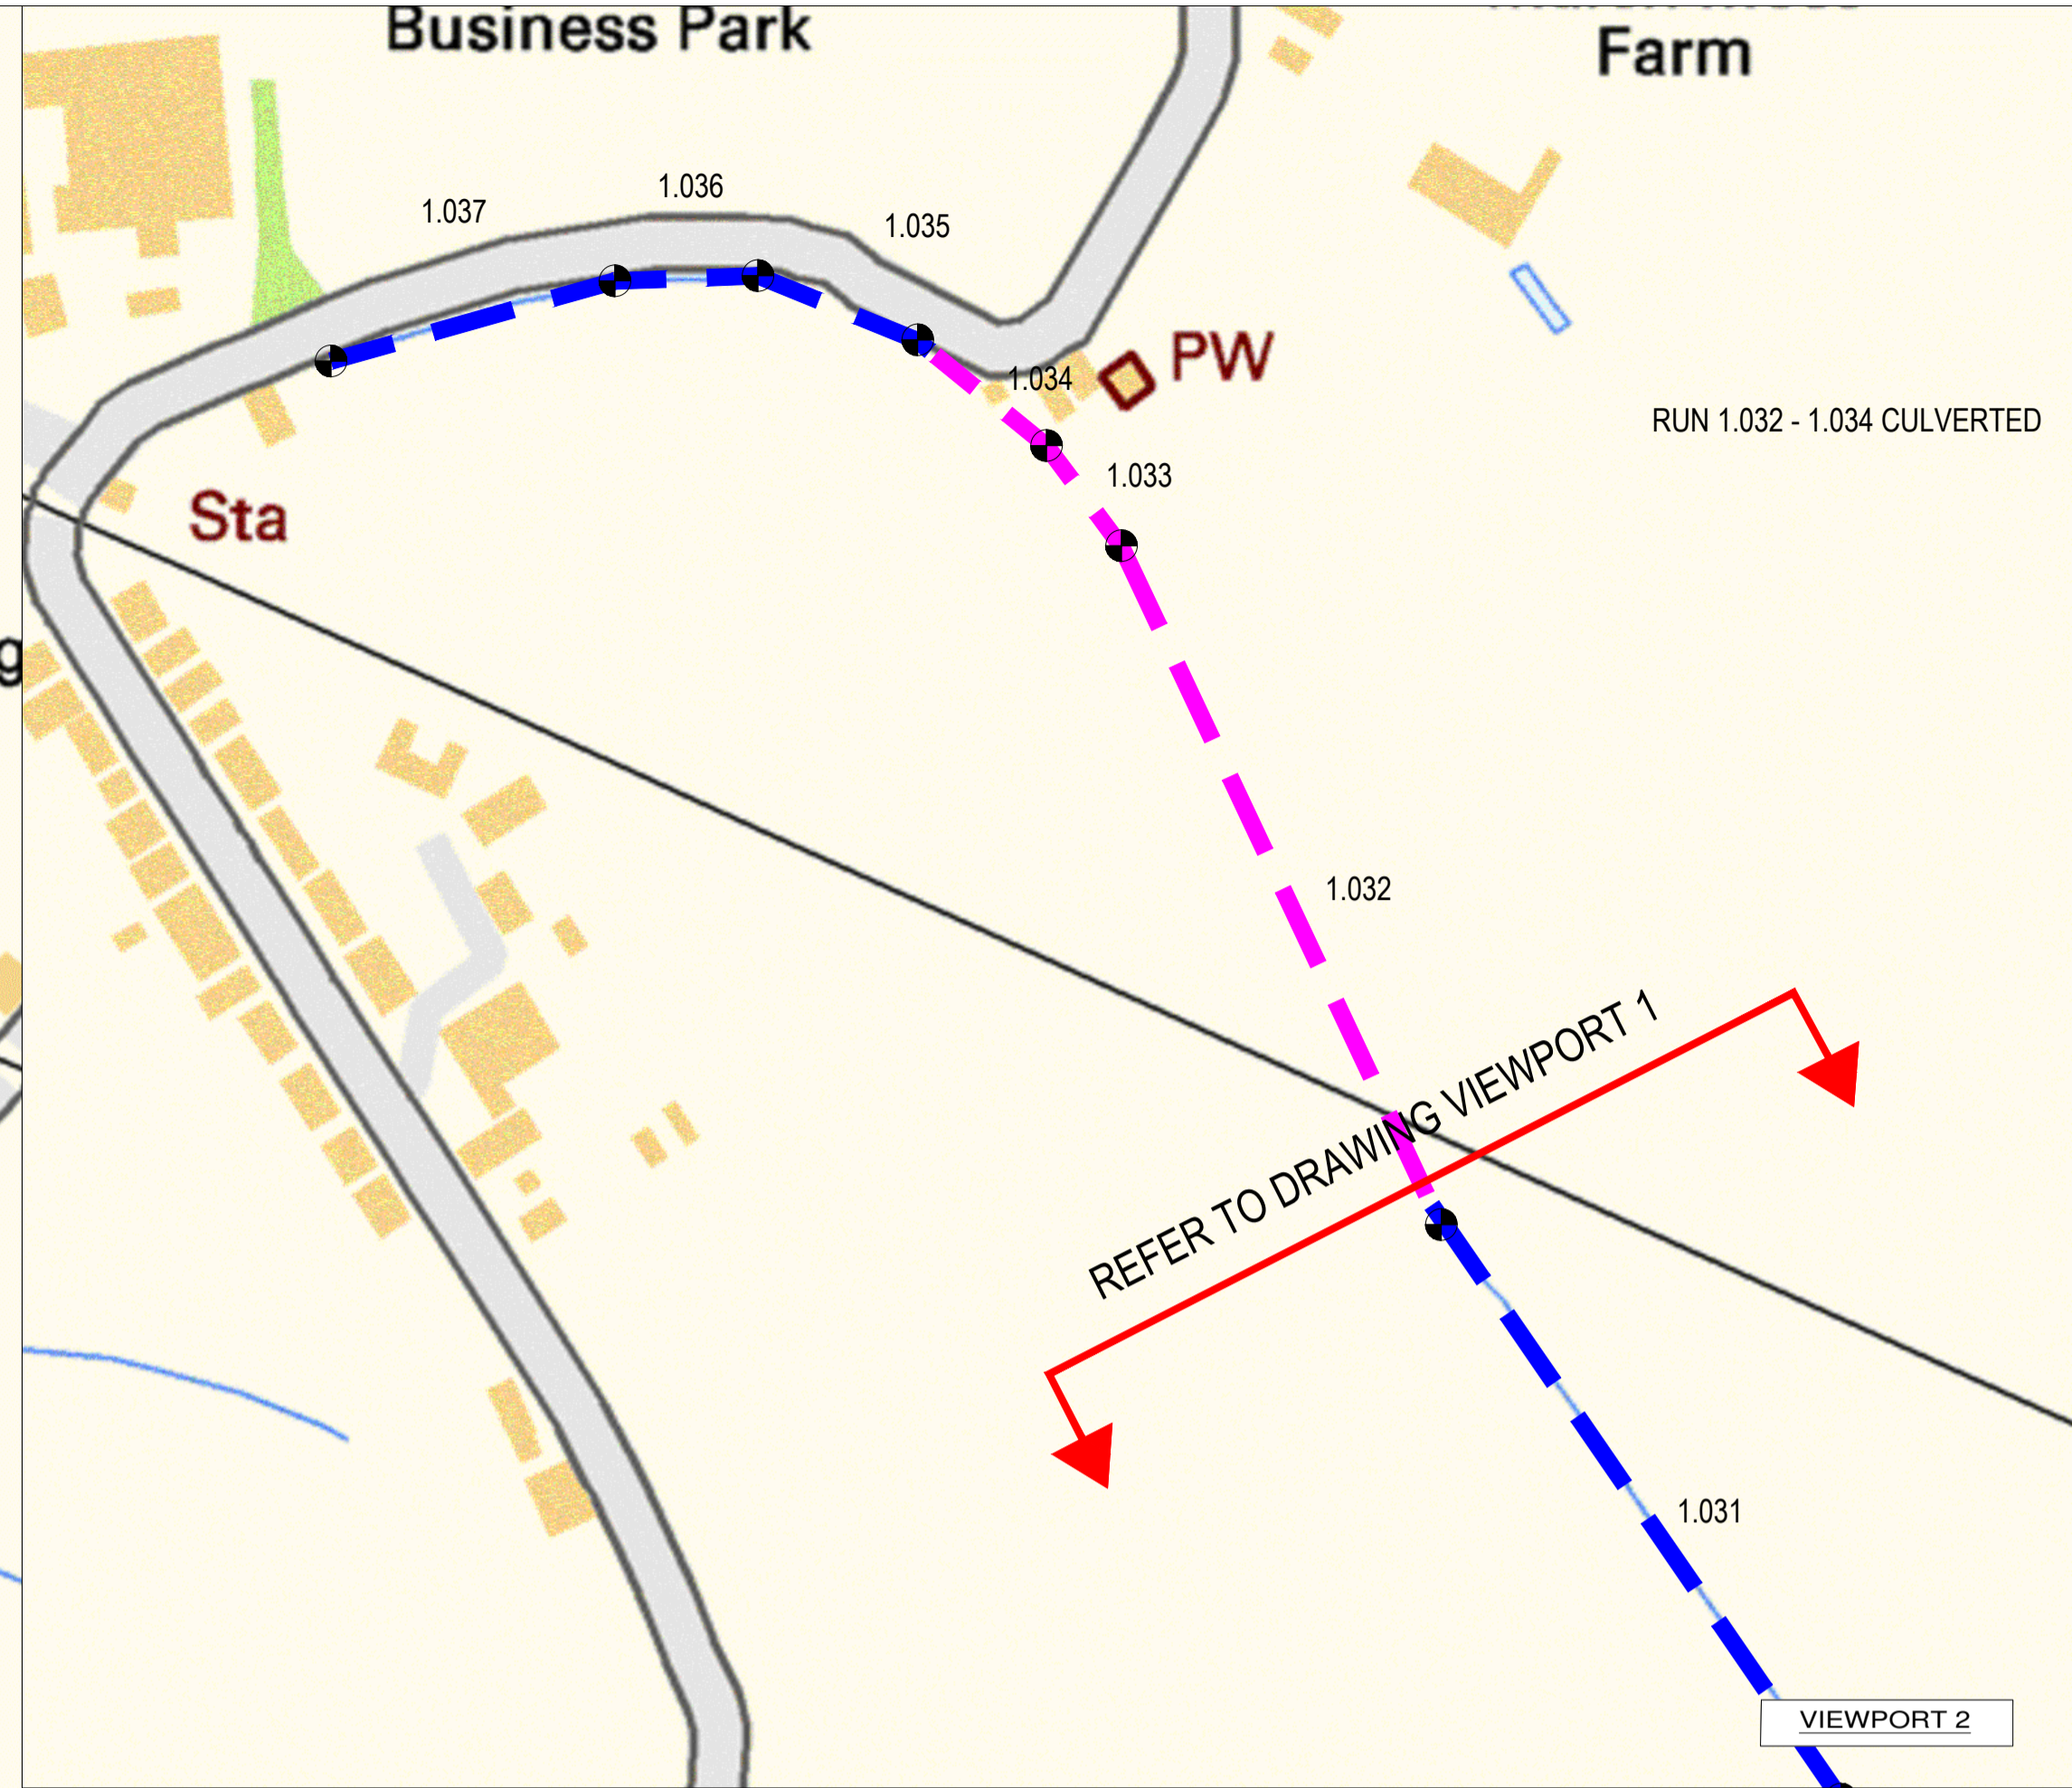 Business Park
Farm
1.036
1.037
1.035
PW
1.034
RUN 1.032 - 1.034 CULVERTED
1.033
Sta
g
1.032
REFER TO DRAWING VIEWPORT 1
1.031
VIEWPORT 2